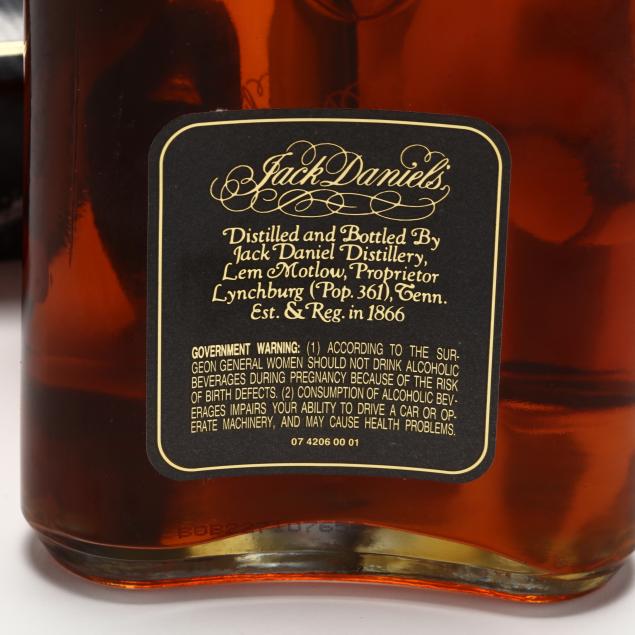 Jack Daniel's
Distilled and Bottled By
Jack Daniel Distillery,
Lem Motlow, Proprietor
Lynchburg (Pop. 361), Tenn.
Est. & Reg. in 1866
GOVERNMENT WARNING: (1) ACCORDING TO THE SUR-
GEON GENERAL WOMEN SHOULD NOT DRINK ALCOHOLIC
BEVERAGES DURING PREGNANCY BECAUSE OF THE RISK
OF BIRTH DEFECTS. (2) CONSUMPTION OF ALCOHOLIC BEV-
ERAGES IMPAIRS YOUR ABILITY TO DRIVE A CAR OR OP-
ERATE MACHINERY, AND MAY CAUSE HEALTH PROBLEMS.
07 4206 00 01